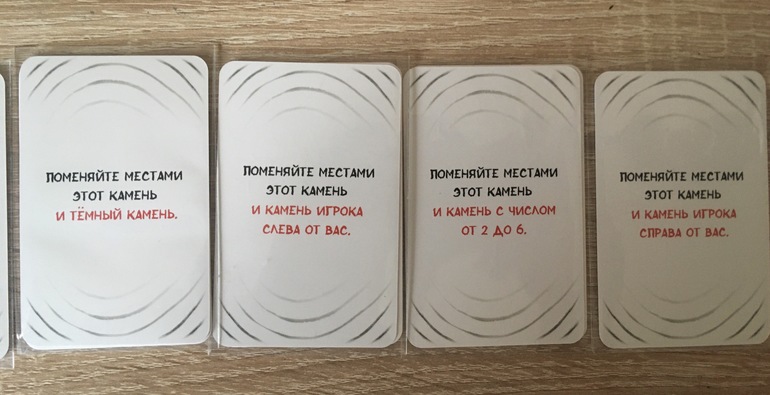 ПОМЕНЯЙТЕ МЕСТАМИ
ЭТОТ КАМЕНЬ
И ТЁМНЫЙ КАМЕНЬ.
ПОМЕНЯЙТЕ МЕСТАМИ
ЭТОТ КАМЕНЬ
И КАМЕНЬ ИГРОКА
СЛЕВА ОТ ВАС.
ПОМЕНЯЙТЕ МЕСТАМИ
ЭТОТ КАМЕНЬ
И КАМЕНЬ С ЧИСЛОМ
ОТ 2 ДО 6.
ПОМЕНЯЙТЕ МЕСТАМИ
ЭТОТ КАМЕНЬ
И КАМЕНЬ ИГРОКА
СПРАВА ОТ ВАС.